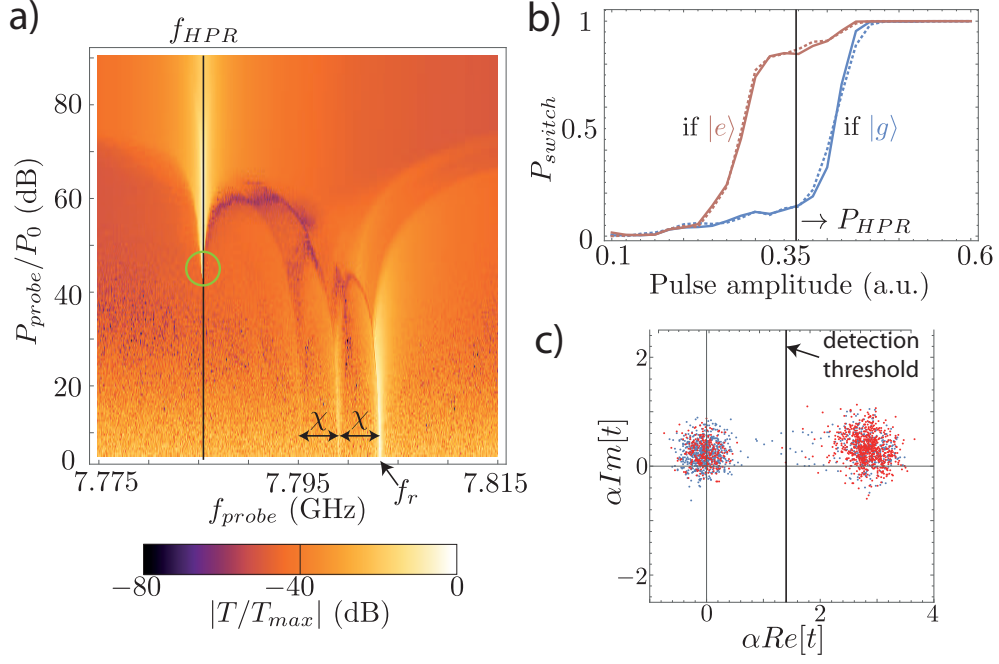 a)
f_HPR
P_probe/P_0 (dB)
80
60
40
20
0
χ
χ
7.775
7.795
7.815
f_r
f_probe (GHz)
−80
−40
0
|T/T_max| (dB)
b)
P_switch
1
0.5
0
if |e⟩
if |g⟩
→ P_HPR
0.1
0.35
0.6
Pulse amplitude (a.u.)
c)
detection
threshold
αIm[t]
2
0
−2
0
2
4
αRe[t]